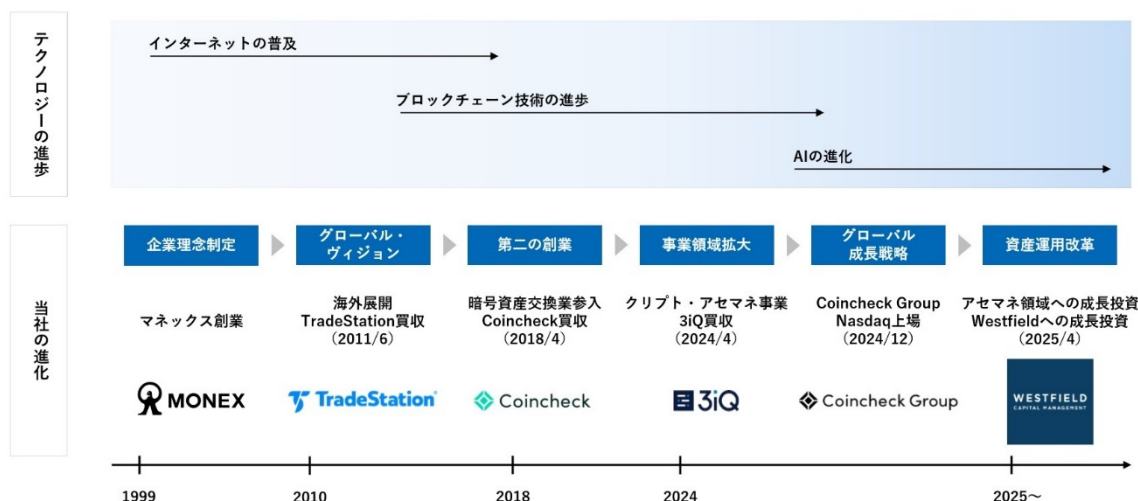 テクノロジーの進歩
インターネットの普及
ブロックチェーン技術の進歩
AIの進化
当社の進化
企業理念制定
グローバル・
ヴィジョン
第二の創業
事業領域拡大
グローバル
成長戦略
資産運用改革
マネックス創業
海外展開
TradeStation買収
（2011/6）
暗号資産交換業参入
Coincheck買収
（2018/4）
クリプト・アセマネ事業
3iQ買収
（2024/4）
Coincheck Group
Nasdaq上場
（2024/12）
アセマネ領域への成長投資
Westfieldへの成長投資
（2025/4）
MONEX
TradeStation®
Coincheck
3iQ
Coincheck Group
WESTFIELD
CAPITAL MANAGEMENT
1999
2010
2018
2024
2025～